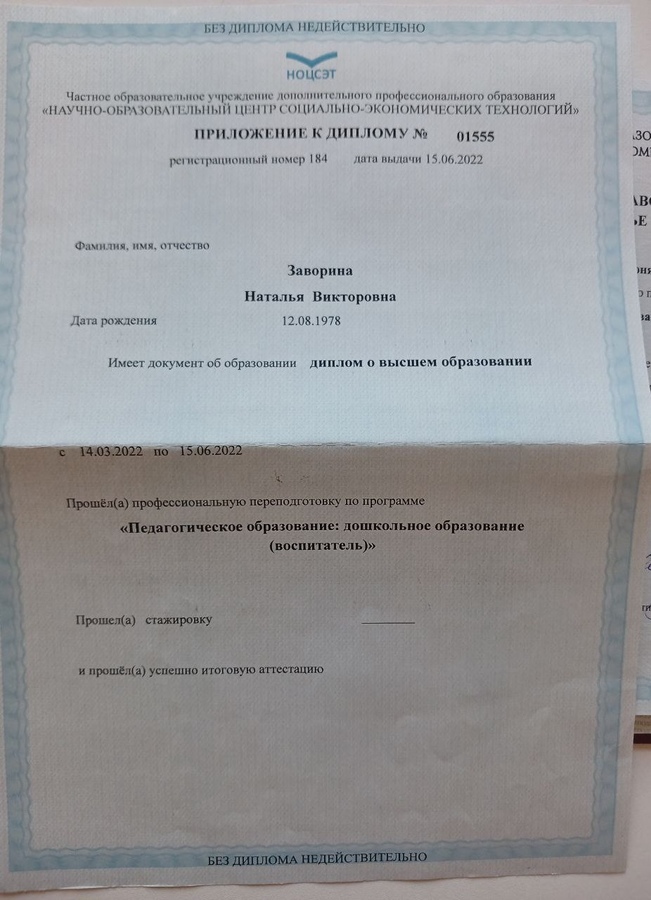 БЕЗ ДИПЛОМА НЕДЕЙСТВИТЕЛЬНО
НОЦСЭТ
Частное образовательное учреждение дополнительного профессионального образования
«НАУЧНО-ОБРАЗОВАТЕЛЬНЫЙ ЦЕНТР СОЦИАЛЬНО-ЭКОНОМИЧЕСКИХ ТЕХНОЛОГИЙ»
ПРИЛОЖЕНИЕ К ДИПЛОМУ № 01555
регистрационный номер 184 дата выдачи 15.06.2022
Фамилия, имя, отчество
Заворина
Наталья Викторовна
Дата рождения 12.08.1978
Имеет документ об образовании диплом о высшем образовании
с 14.03.2022 по 15.06.2022
Прошёл(а) профессиональную переподготовку по программе
«Педагогическое образование: дошкольное образование
(воспитатель)»
Прошел(а) стажировку
и прошёл(а) успешно итоговую аттестацию
БЕЗ ДИПЛОМА НЕДЕЙСТВИТЕЛЬНО